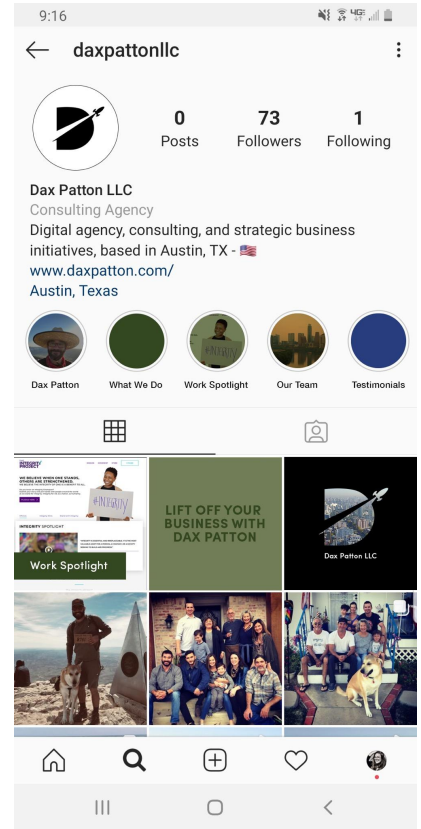 9:16
4GE
daxpattonllc
0 73 1
Posts Followers Following
Dax Patton LLC
Consulting Agency
Digital agency, consulting, and strategic business
initiatives, based in Austin, TX - 🇺🇸
www.daxpatton.com/
Austin, Texas
Dax Patton What We Do Work Spotlight Our Team Testimonials
INTEGRITY
PROJECT
WE BELIEVE WHEN ONE STANDS,
OTHERS ARE STRENGTHENED.
#INTEGRITY
INTEGRITY SPOTLIGHT
Work Spotlight
LIFT OFF YOUR
BUSINESS WITH
DAX PATTON
Dax Patton LLC